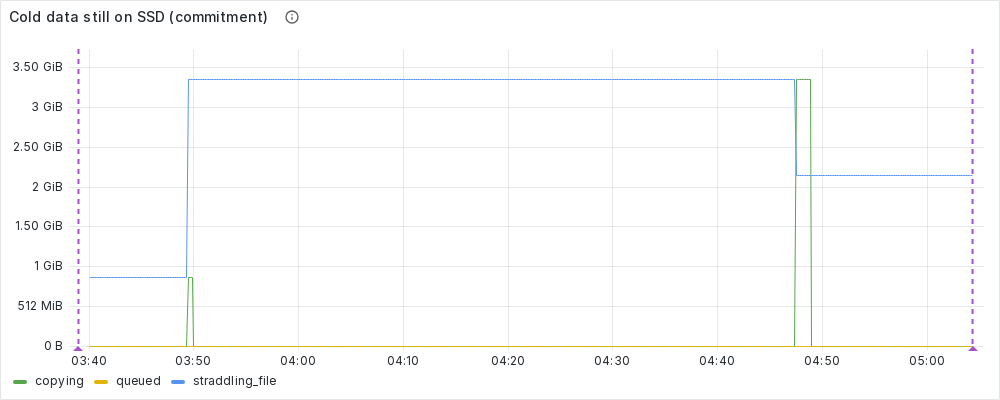 Cold data still on SSD (commitment)
3.50 GiB
3 GiB
2.50 GiB
2 GiB
1.50 GiB
1 GiB
512 MiB
0 B
03:40 03:50 04:00 04:10 04:20 04:30 04:40 04:50 05:00
copying queued straddling_file